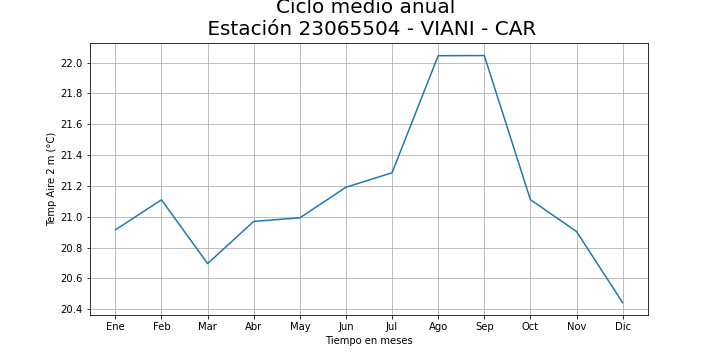 Ciclo medio anual
Estación 23065504 - VIANI - CAR
Temp Aire 2 m (°C)
22.0
21.8
21.6
21.4
21.2
21.0
20.8
20.6
20.4
Ene Feb Mar Abr May Jun Jul Ago Sep Oct Nov Dic
Tiempo en meses